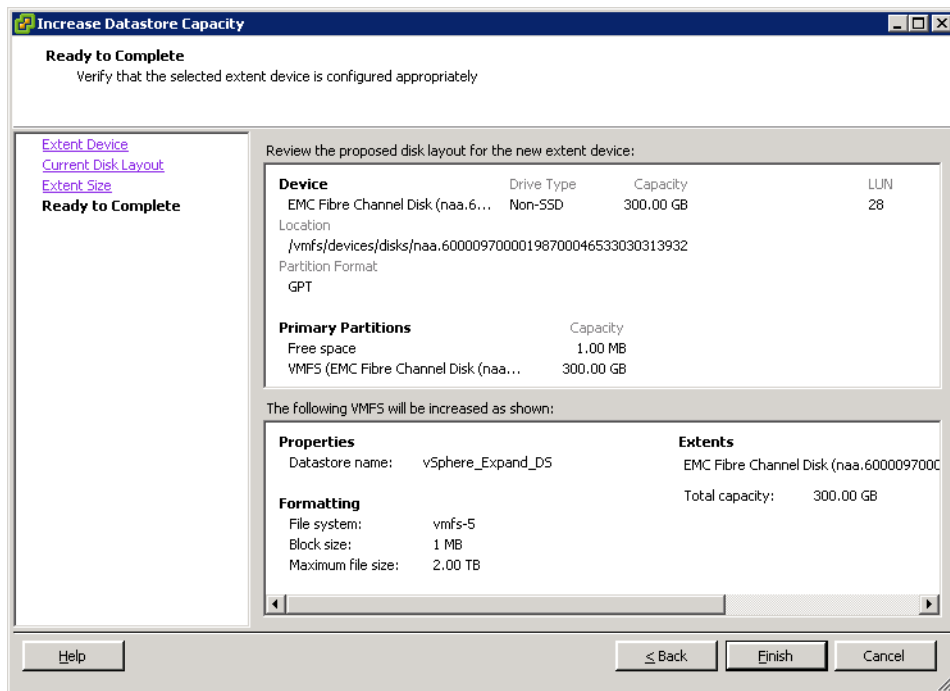 Increase Datastore Capacity
Ready to Complete
Verify that the selected extent device is configured appropriately
Extent Device
Current Disk Layout
Extent Size
Ready to Complete
Review the proposed disk layout for the new extent device:
Device Drive Type Capacity LUN
EMC Fibre Channel Disk (naa.6... Non-SSD 300.00 GB 28
Location
/vmfs/devices/disks/naa.60000970000198700046533030313932
Partition Format
GPT
Primary Partitions Capacity
Free space 1.00 MB
VMFS (EMC Fibre Channel Disk (naa... 300.00 GB
The following VMFS will be increased as shown:
Properties Extents
Datastore name: vSphere_Expand_DS EMC Fibre Channel Disk (naa.6000097000
Total capacity: 300.00 GB
Formatting
File system: vmfs-5
Block size: 1 MB
Maximum file size: 2.00 TB
Help < Back Finish Cancel